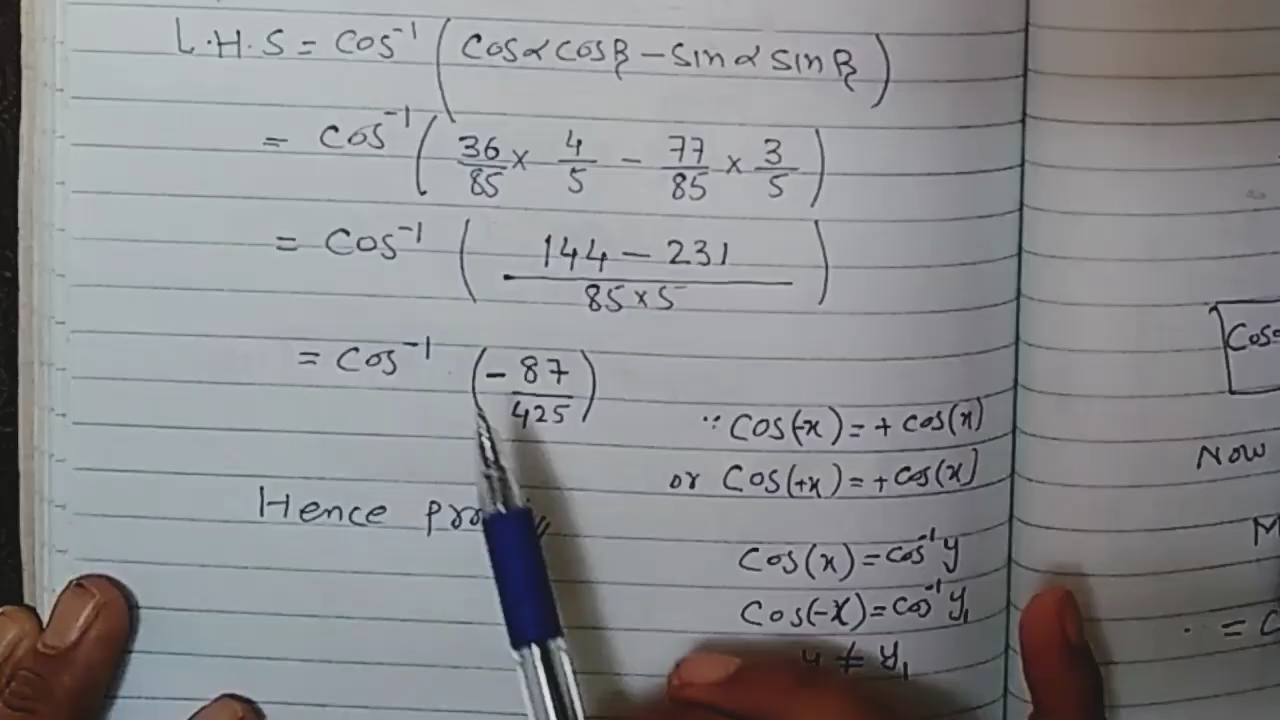 L.H.S = Cos⁻¹ (Cosα cosβ − sinα sinβ)
= Cos⁻¹ (36/85 × 4/5 − 77/85 × 3/5)
= Cos⁻¹ (144 − 231 / 85×5)
= Cos⁻¹ (−87/425)
∵ Cos(-x) = + cos(x)
or Cos(+x) = + cos(x)
Hence
Cos(x) = cos⁻¹ y
Cos(-x) = cos⁻¹ y₁
≠ y₁
Cos
Now
M
= C